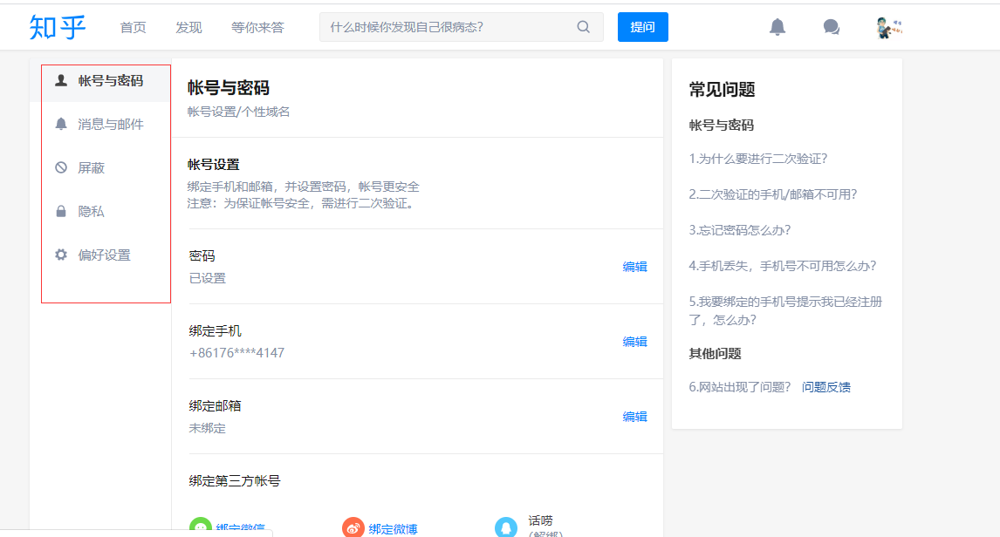 知乎
首页
发现
等你来答
什么时候你发现自己很病态?
提问
帐号与密码
消息与邮件
屏蔽
隐私
偏好设置
帐号与密码
帐号设置/个性域名
帐号设置
绑定手机和邮箱，并设置密码，帐号更安全
注意：为保证帐号安全，需进行二次验证。
密码
已设置
编辑
绑定手机
+86176****4147
编辑
绑定邮箱
未绑定
编辑
绑定第三方帐号
绑定微信
绑定微博
话唠
(解绑)
常见问题
帐号与密码
1.为什么要进行二次验证?
2.二次验证的手机/邮箱不可用?
3.忘记密码怎么办?
4.手机丢失，手机号不可用怎么办?
5.我要绑定的手机号提示我已经注册
了，怎么办?
其他问题
6.网站出现了问题? 问题反馈